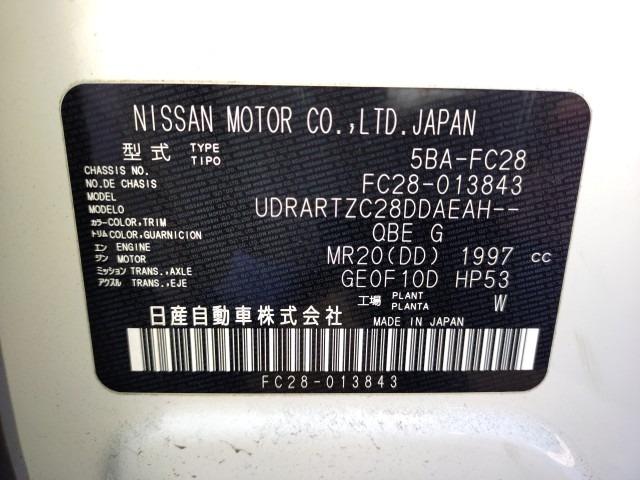 NISSAN MOTOR CO.,LTD.JAPAN
型式 TYPE TIPO 5BA-FC28
CHASSIS NO. NO.DE CHASIS FC28-013843
MODEL MODELO UDRARTZC28DDAEAH--
カラー COLOR,TRIM トリム COLOR,GUARNICION QBE G
エン ENGINE ジン MOTOR MR20(DD) 1997 cc
ミッション TRANS.,AXLE アクスル TRANS.,EJE GE0F10D HP53
工場 PLANT PLANTA W
日産自動車株式会社 MADE IN JAPAN
FC28-013843